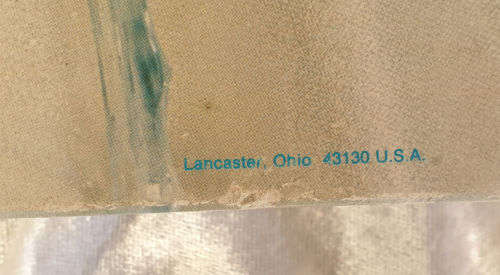 Lancaster, Ohio 43130 U.S.A.